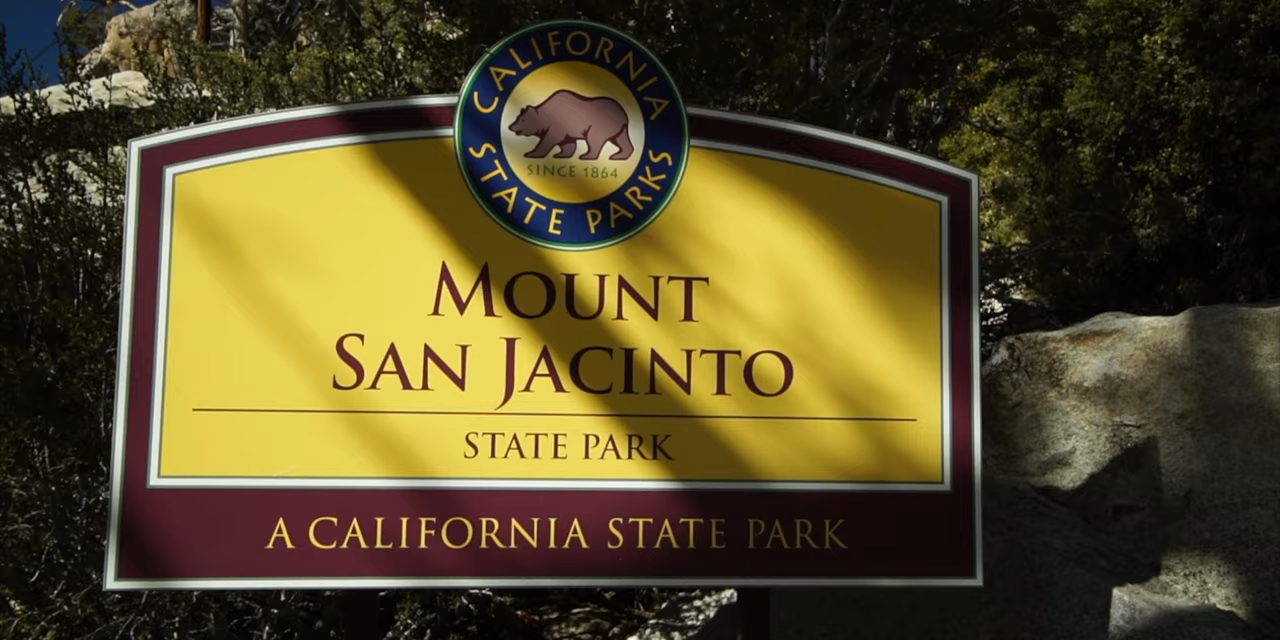 CALIFORNIA
STATE PARKS
SINCE 1864
MOUNT
SAN JACINTO
STATE PARK
A CALIFORNIA STATE PARK